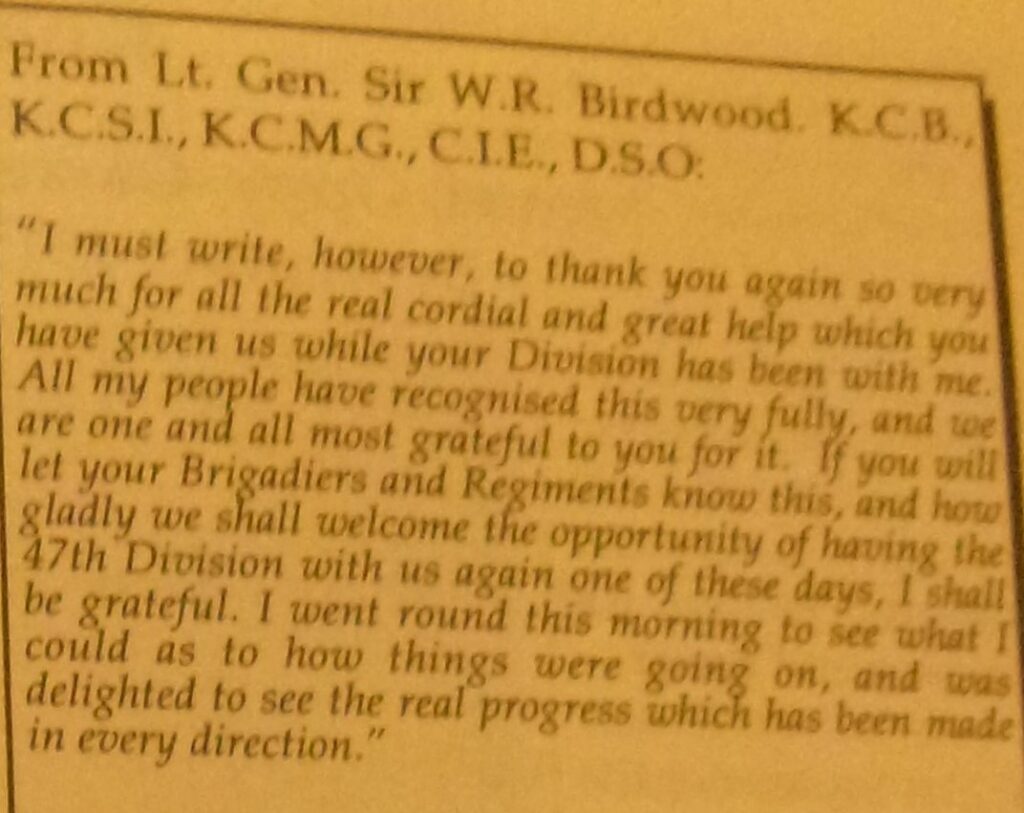 From Lt. Gen. Sir W.R. Birdwood. K.C.B.,
K.C.S.I., K.C.M.G., C.I.E., D.S.O:
"I must write, however, to thank you again so very
much for all the real cordial and great help which you
have given us while your Division has been with me.
All my people have recognised this very fully, and we
are one and all most grateful to you for it. If you will
let your Brigadiers and Regiments know this, and how
gladly we shall welcome the opportunity of having the
47th Division with us again one of these days, I shall
be grateful. I went round this morning to see what I
could as to how things were going on, and was
delighted to see the real progress which has been made
in every direction."